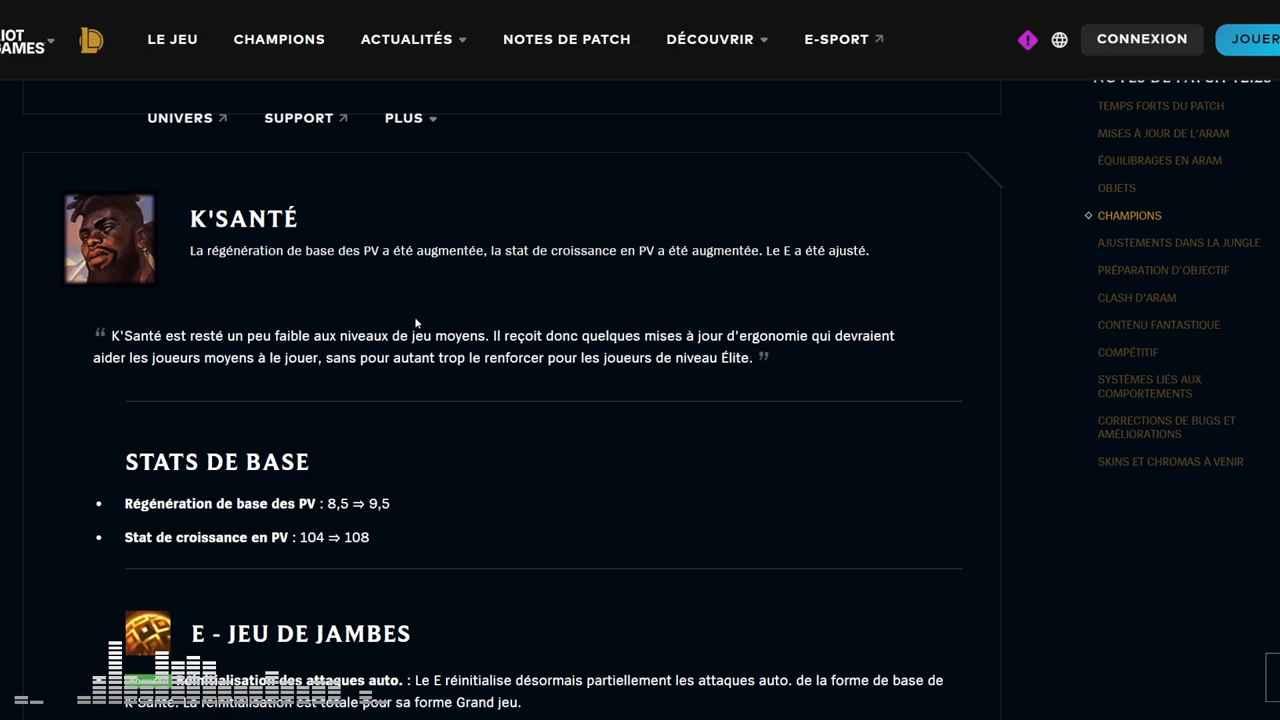 IOT GAMES
LE JEU
CHAMPIONS
ACTUALITÉS
NOTES DE PATCH
DÉCOUVRIR
E-SPORT
CONNEXION
JOUER
UNIVERS
SUPPORT
PLUS
TEMPS FORTS DU PATCH
MISES À JOUR DE L'ARAM
ÉQUILIBRAGES EN ARAM
OBJETS
CHAMPIONS
AJUSTEMENTS DANS LA JUNGLE
PRÉPARATION D'OBJECTIF
CLASH D'ARAM
CONTENU FANTASTIQUE
COMPÉTITIF
SYSTÈMES LIÉS AUX
COMPORTEMENTS
CORRECTIONS DE BUGS ET
AMÉLIORATIONS
SKINS ET CHROMAS À VENIR
K'SANTÉ
La régénération de base des PV a été augmentée, la stat de croissance en PV a été augmentée. Le E a été ajusté.
“ K'Santé est resté un peu faible aux niveaux de jeu moyens. Il reçoit donc quelques mises à jour d'ergonomie qui devraient
aider les joueurs moyens à le jouer, sans pour autant trop le renforcer pour les joueurs de niveau Élite. ”
STATS DE BASE
• Régénération de base des PV : 8,5 ⇒ 9,5
• Stat de croissance en PV : 104 ⇒ 108
E - JEU DE JAMBES
Réinitialisation des attaques auto. : Le E réinitialise désormais partiellement les attaques auto. de la forme de base de
K'Santé. La réinitialisation est totale pour sa forme Grand jeu.